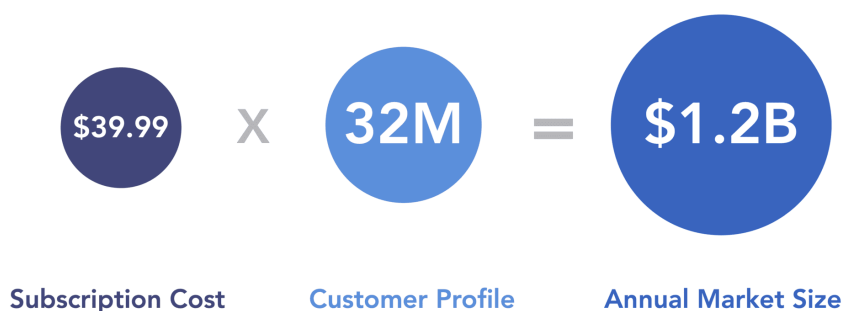 $39.99 x 32M = $1.2B
Subscription Cost Customer Profile Annual Market Size